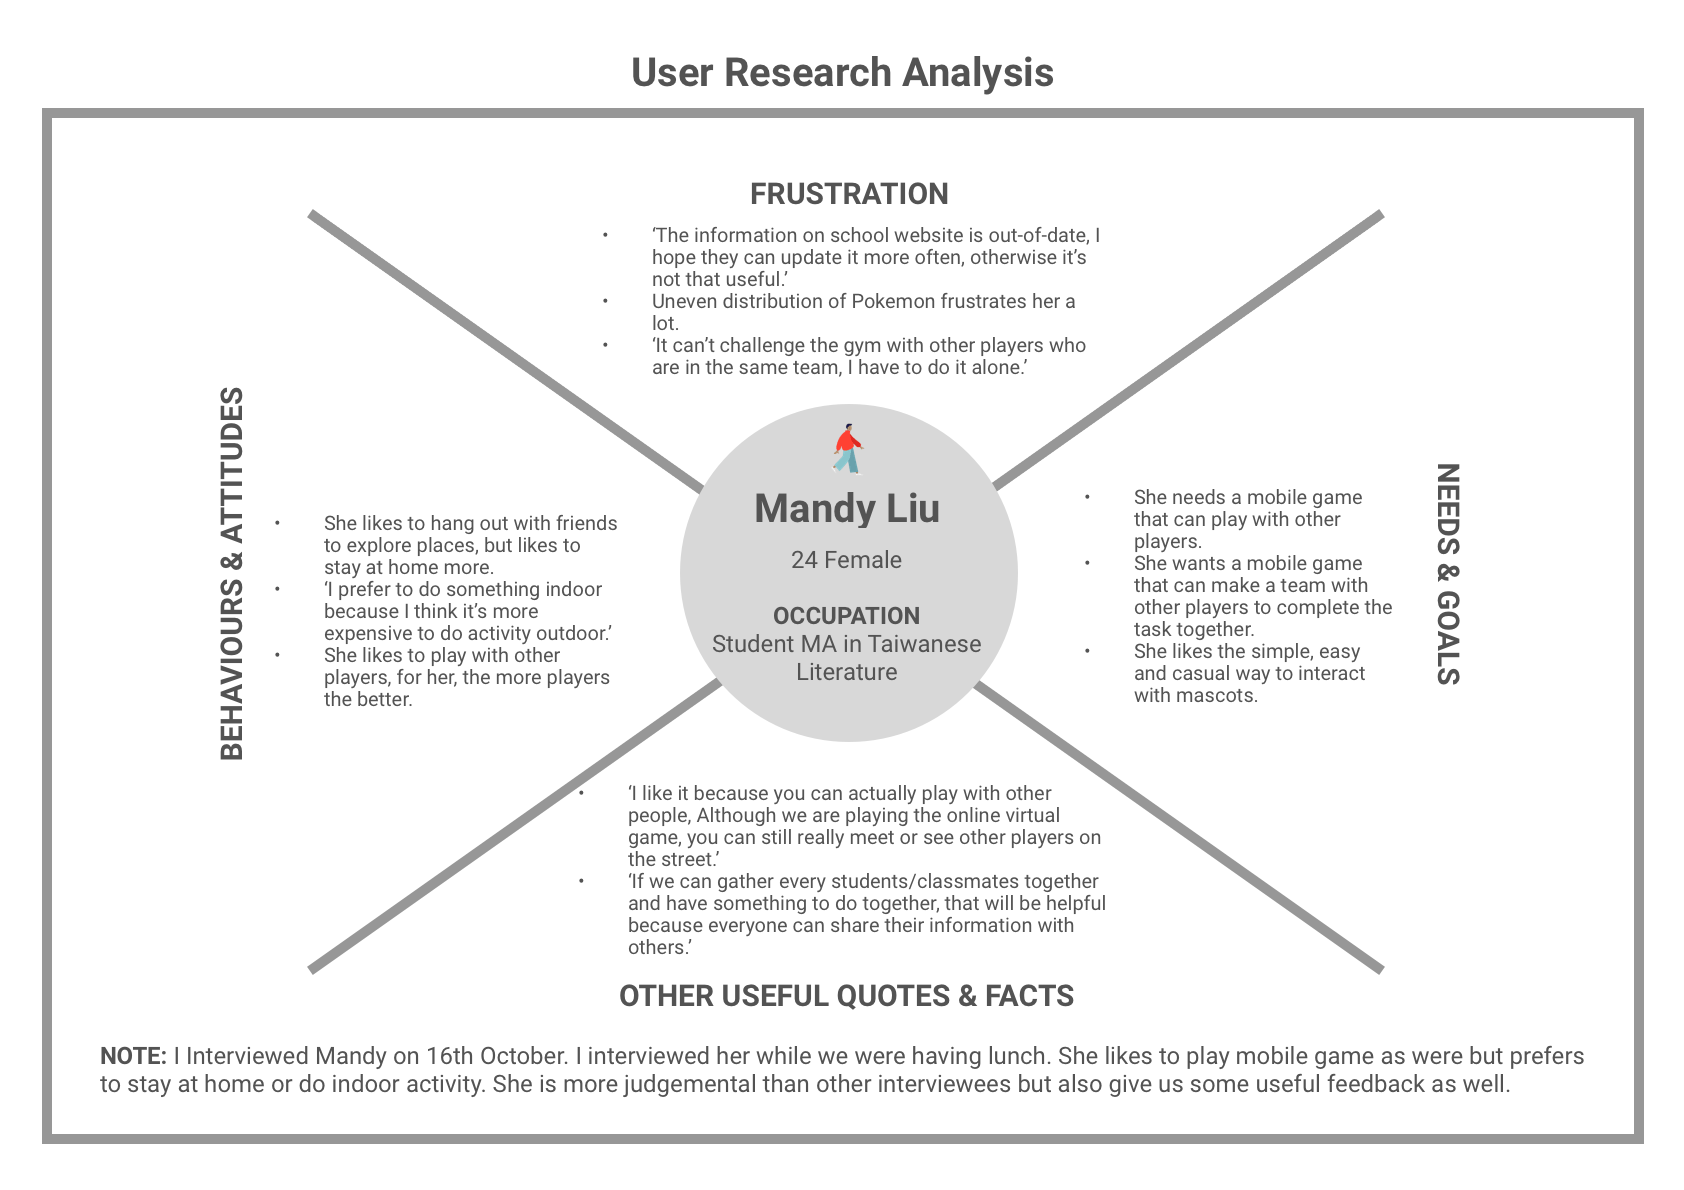 User Research Analysis
FRUSTRATION
• ‘The information on school website is out-of-date, I
hope they can update it more often, otherwise it’s
not that useful.’
• Uneven distribution of Pokemon frustrates her a
lot.
• ‘It can’t challenge the gym with other players who
are in the same team, I have to do it alone.’
BEHAVIOURS & ATTITUDES
• She likes to hang out with friends
to explore places, but likes to
stay at home more.
• ‘I prefer to do something indoor
because I think it’s more
expensive to do activity outdoor.’
• She likes to play with other
players, for her, the more players
the better.
Mandy Liu
24 Female
OCCUPATION
Student MA in Taiwanese
Literature
• She needs a mobile game
that can play with other
players.
• She wants a mobile game
that can make a team with
other players to complete the
task together.
• She likes the simple, easy
and casual way to interact
with mascots.
NEEDS & GOALS
• ‘I like it because you can actually play with other
people, Although we are playing the online virtual
game, you can still really meet or see other players on
the street.’
• ‘If we can gather every students/classmates together
and have something to do together, that will be helpful
because everyone can share their information with
others.’
OTHER USEFUL QUOTES & FACTS
NOTE: I Interviewed Mandy on 16th October. I interviewed her while we were having lunch. She likes to play mobile game as were but prefers
to stay at home or do indoor activity. She is more judgemental than other interviewees but also give us some useful feedback as well.